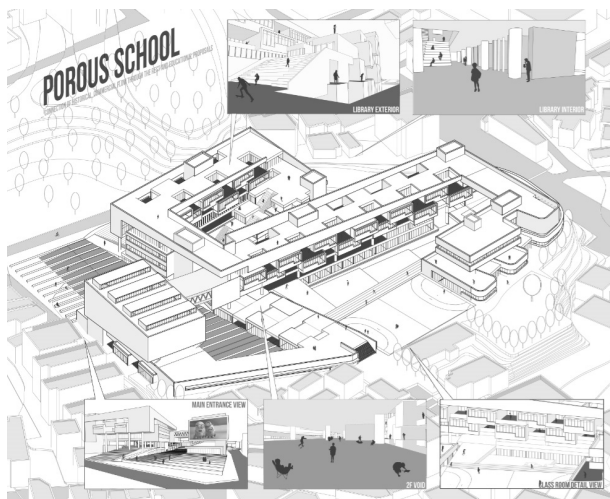 POROUS SCHOOL
LIBRARY EXTERIOR
LIBRARY INTERIOR
MAIN ENTRANCE VIEW
2F VOID
CLASS ROOM DETAIL VIEW